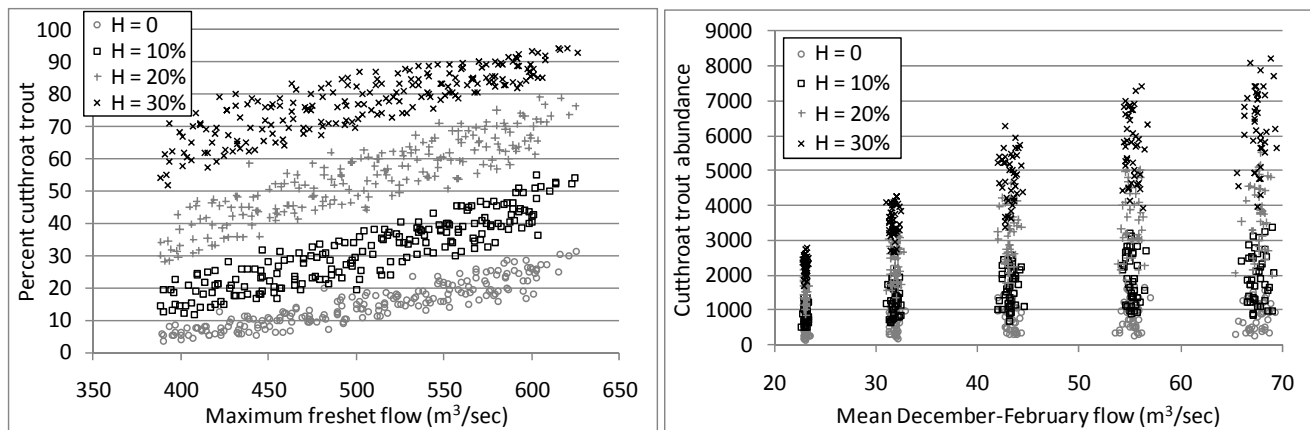 H = 0
H = 10%
H = 20%
H = 30%
Percent cutthroat trout
100
90
80
70
60
50
40
30
20
10
0
350 400 450 500 550 600 650
Maximum freshet flow (m³/sec)
H = 0
H = 10%
H = 20%
H = 30%
Cutthroat trout abundance
9000
8000
7000
6000
5000
4000
3000
2000
1000
0
20 30 40 50 60 70
Mean December-February flow (m³/sec)